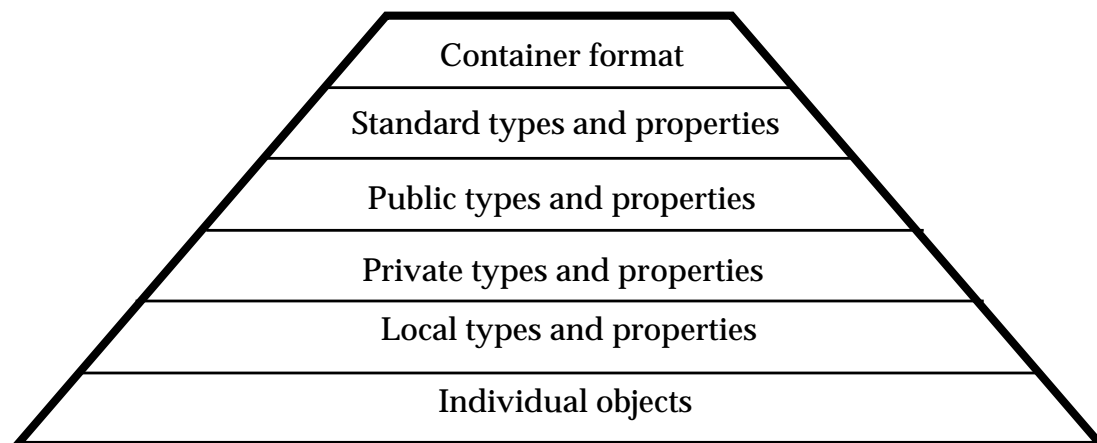 Container format
Standard types and properties
Public types and properties
Private types and properties
Local types and properties
Individual objects